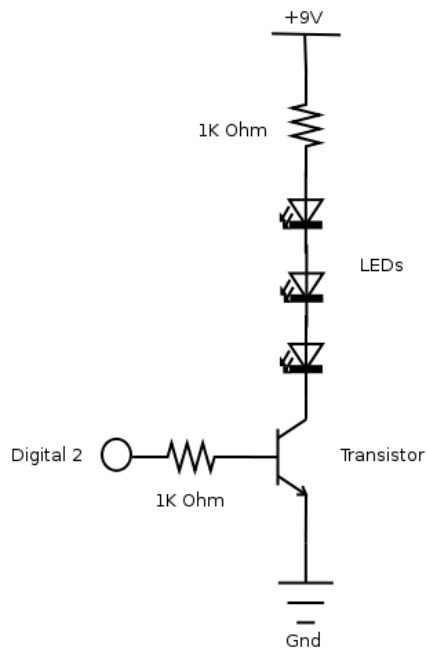 +9V
1K Ohm
LEDs
Digital 2
Transistor
1K Ohm
Gnd